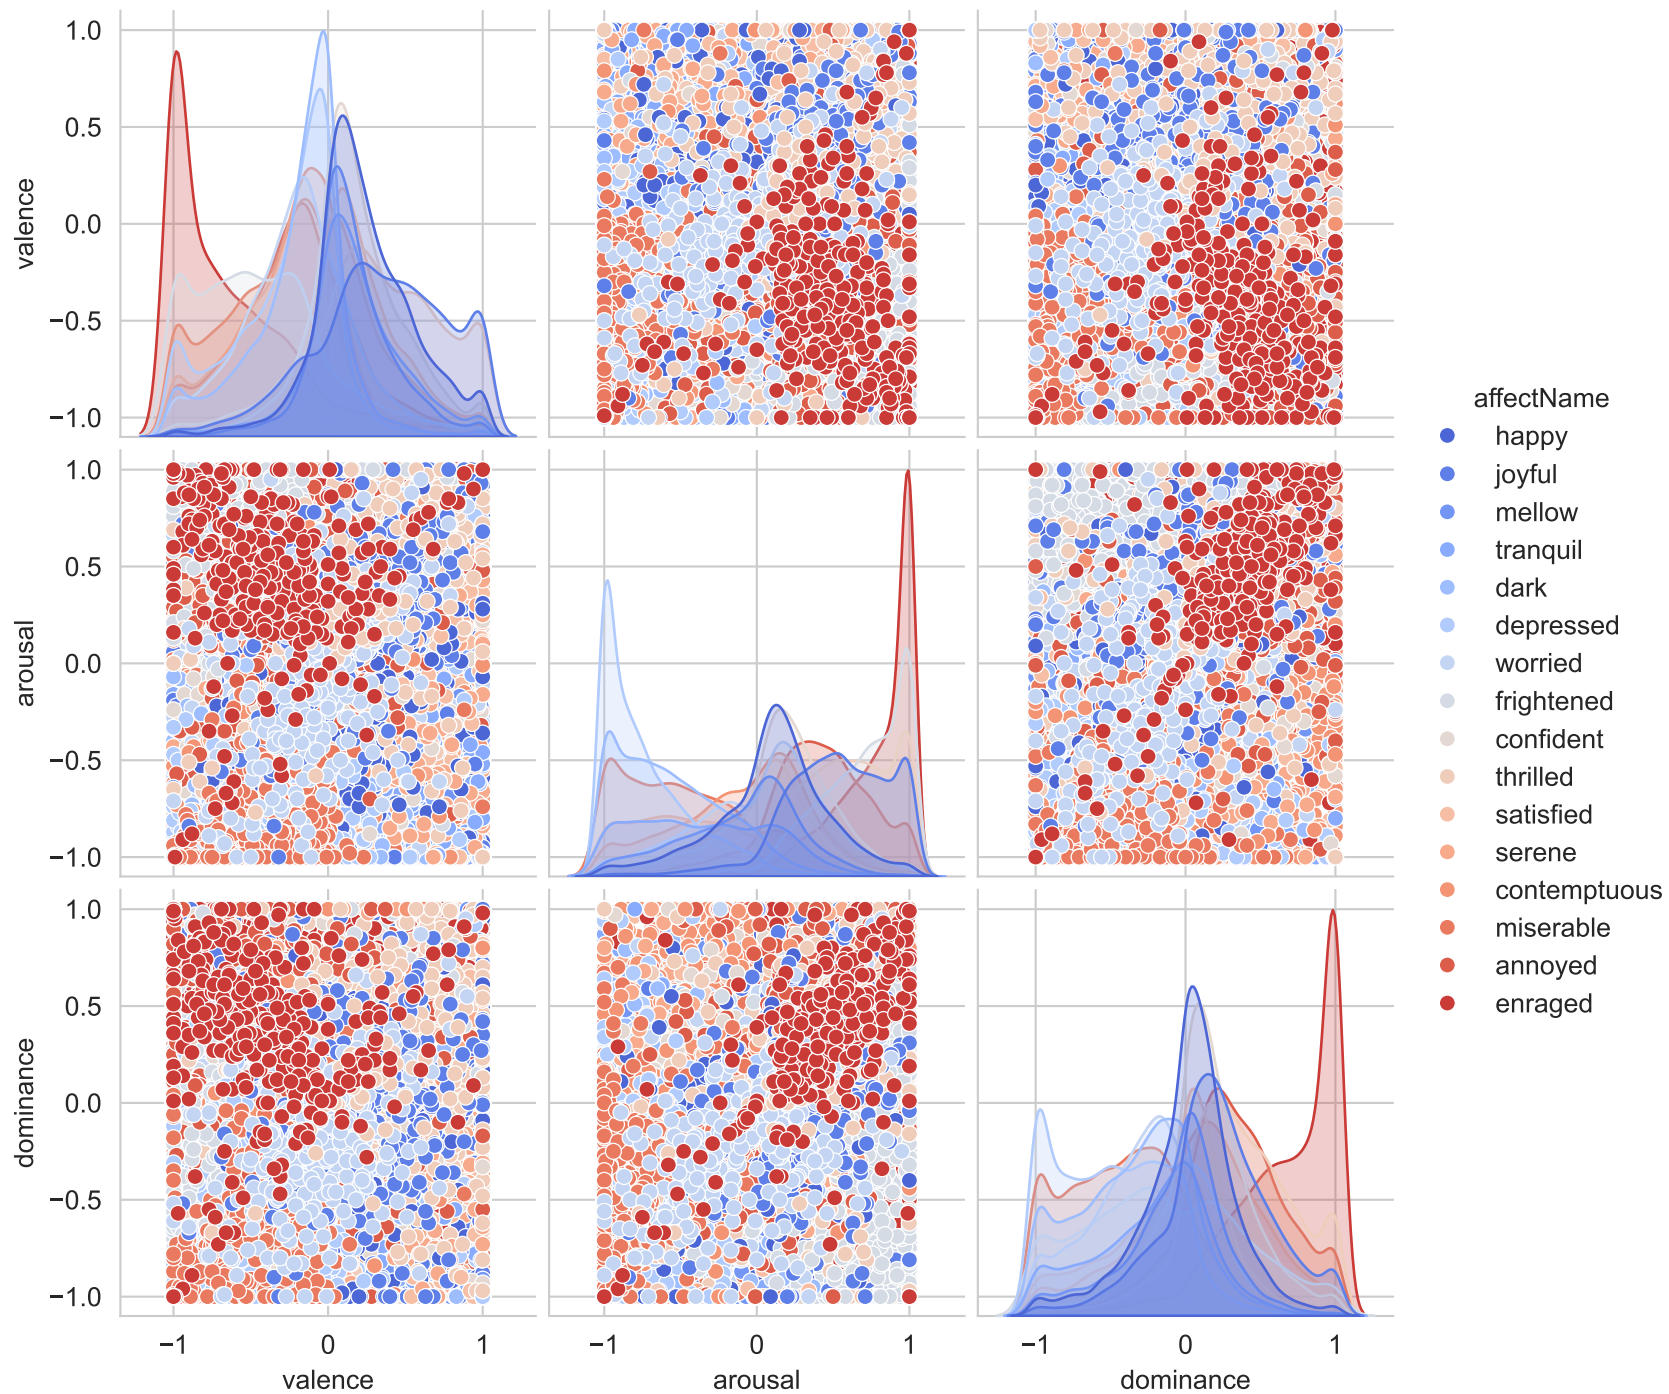 1.0
0.5
0.0
−0.5
−1.0
valence
1.0
0.5
0.0
−0.5
−1.0
arousal
1.0
0.5
0.0
−0.5
−1.0
dominance
−1 0 1
valence
−1 0 1
arousal
−1 0 1
dominance
affectName
happy
joyful
mellow
tranquil
dark
depressed
worried
frightened
confident
thrilled
satisfied
serene
contemptuous
miserable
annoyed
enraged